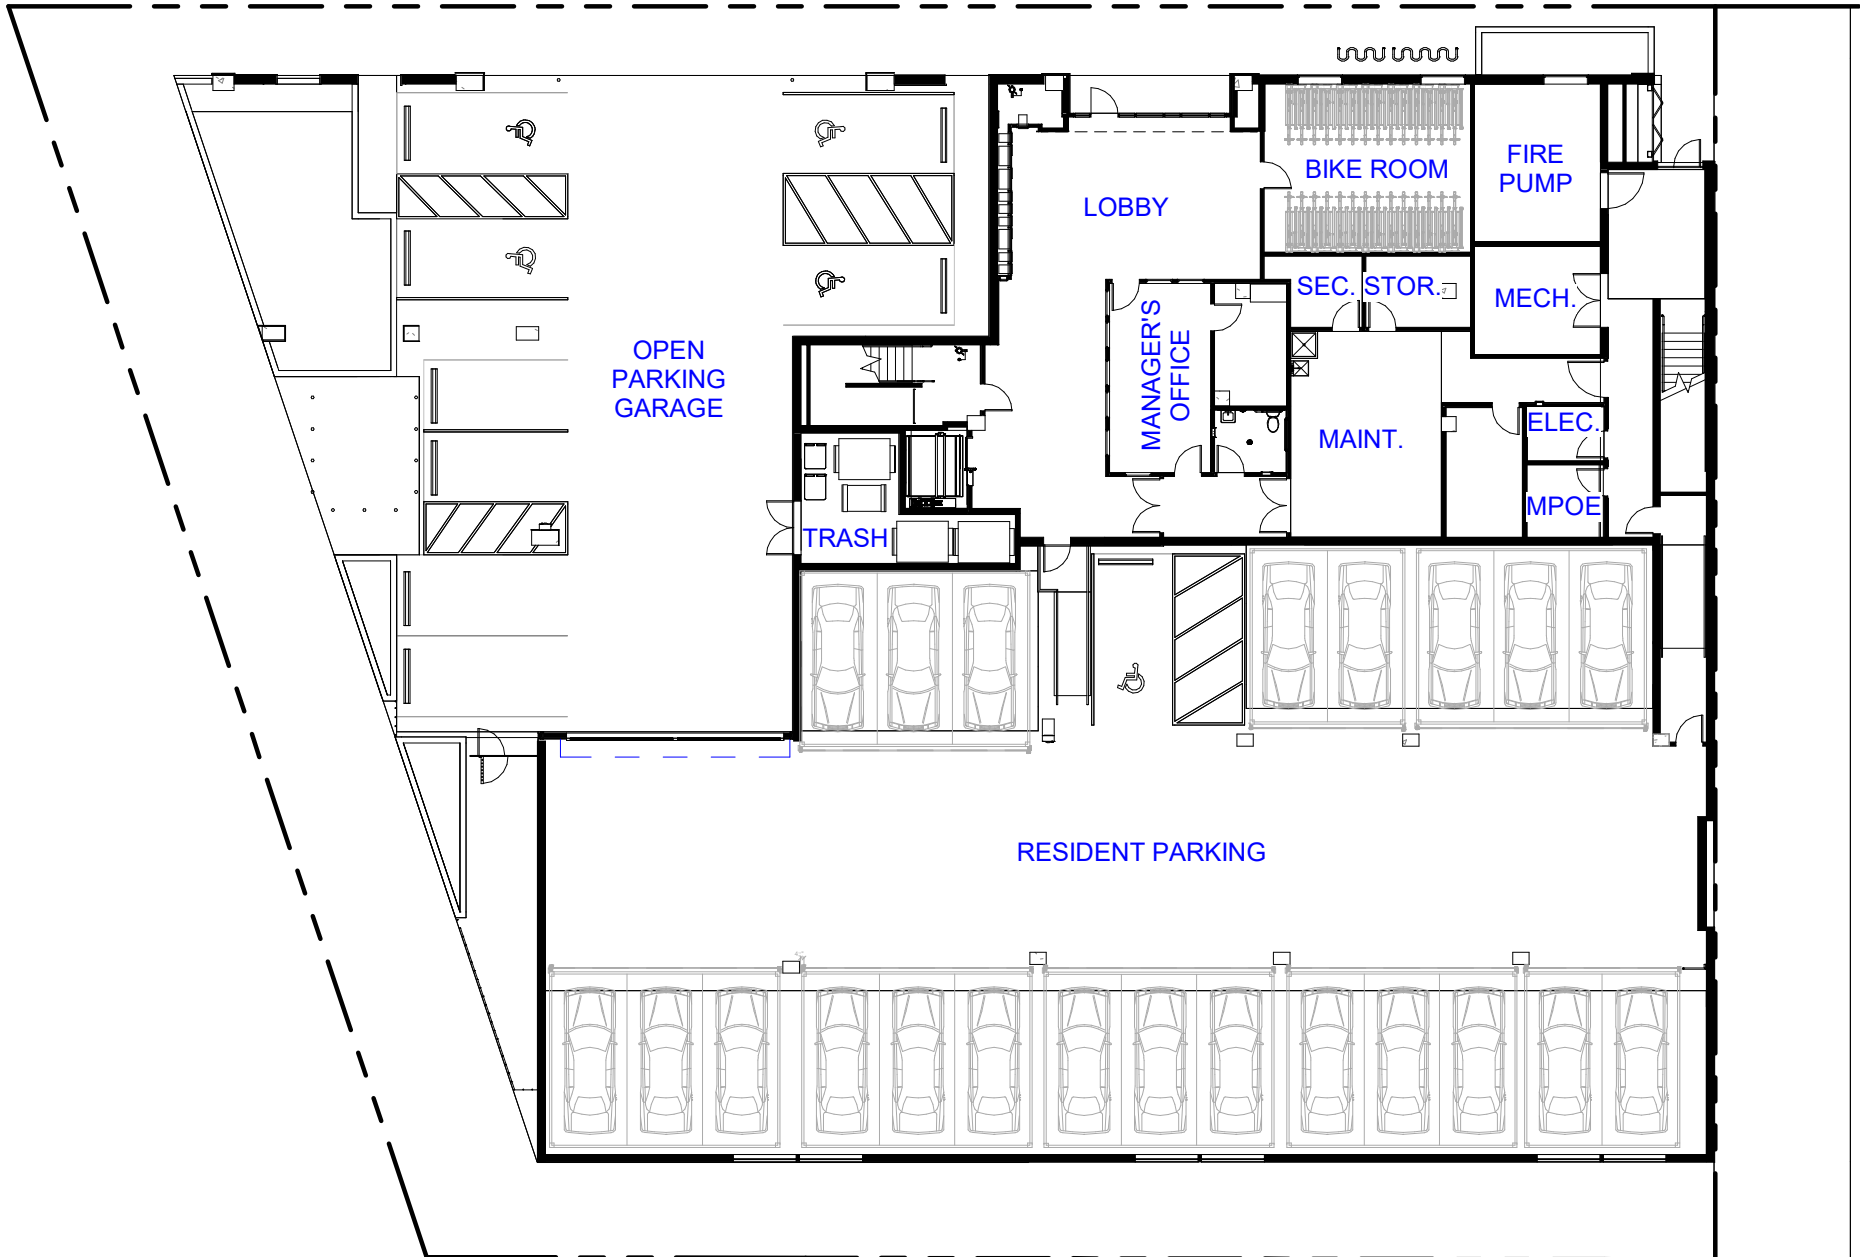 FIRE
PUMP
BIKE ROOM
LOBBY
SEC.
STOR.
MECH.
MANAGER'S
OFFICE
OPEN
PARKING
GARAGE
ELEC.
MAINT.
MPOE
TRASH
RESIDENT PARKING